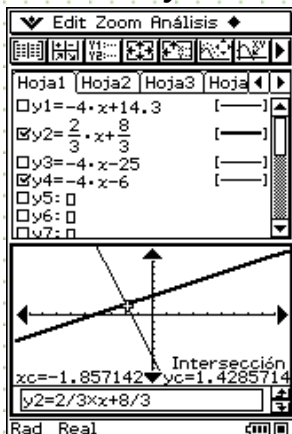 Edit Zoom Análisis
Hoja1 Hoja2 Hoja3 Hoja
y1=-4·x+14.3 [—]
y2=2/3·x+8/3 [—]
y3=-4·x-25 [—]
y4=-4·x-6 [—]
y5:
y6:
y7:
Intersección
xc=-1.857142 yc=1.4285714
y2=2/3×x+8/3
Rad Real